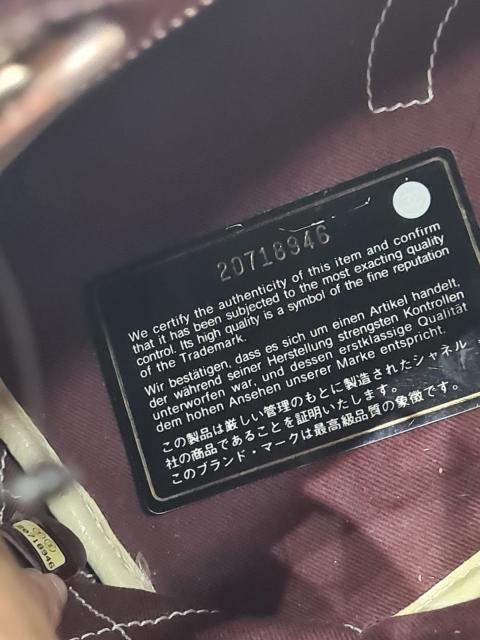 20718946
We certify the authenticity of this item and confirm
that it has been subjected to the most exacting quality
control. Its high quality is a symbol of the fine reputation
of the Trademark.
Wir bestätigen, dass es sich um einen Artikel handelt,
der während seiner Herstellung strengsten Kontrollen
unterworfen war, und dessen erstklassige Qualität
dem hohen Ansehen unserer Marke entspricht.
この製品は厳しい管理のもとに製造されたシャネル
社の商品であることを証明いたします。
このブランド・マークは最高級品質の象徴です。
20718946